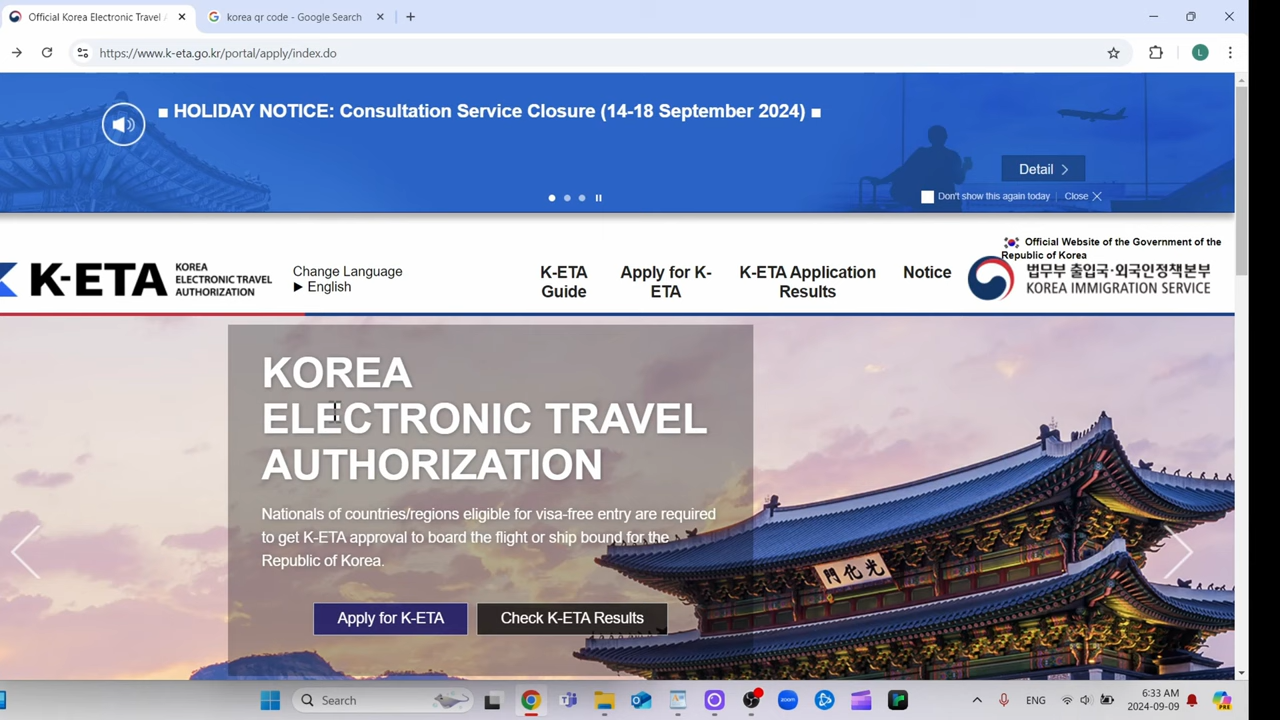 Official Korea Electronic Travel A
korea qr code - Google Search
https://www.k-eta.go.kr/portal/apply/index.do
L
■ HOLIDAY NOTICE: Consultation Service Closure (14-18 September 2024) ■
Detail
Don't show this again today
Close
Official Website of the Government of the
Republic of Korea
K-ETA
KOREA
ELECTRONIC TRAVEL
AUTHORIZATION
Change Language
▶ English
K-ETA
Guide
Apply for K-
ETA
K-ETA Application
Results
Notice
법무부 출입국·외국인정책본부
KOREA IMMIGRATION SERVICE
KOREA
ELECTRONIC TRAVEL
AUTHORIZATION
Nationals of countries/regions eligible for visa-free entry are required
to get K-ETA approval to board the flight or ship bound for the
Republic of Korea.
門化光
Apply for K-ETA
Check K-ETA Results
Search
zoom
PRE
ENG
6:33 AM
2024-09-09